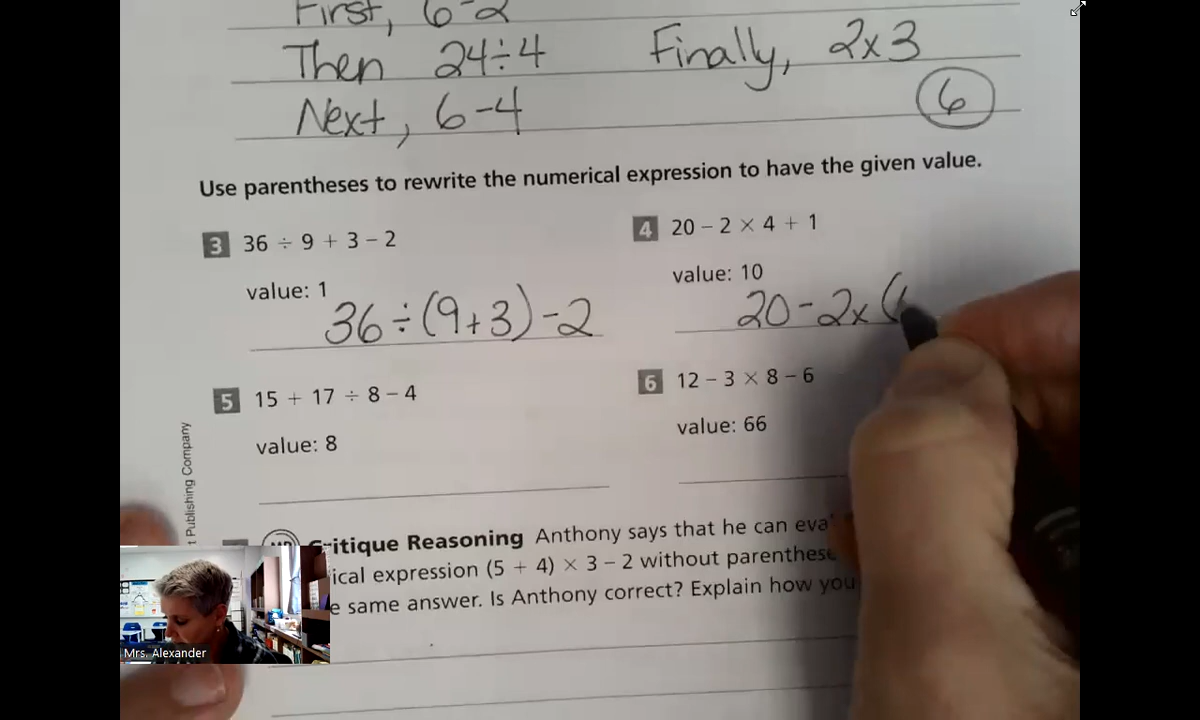 First, 6-2
Then 24÷4 Finally, 2x3
Next, 6-4 6
Use parentheses to rewrite the numerical expression to have the given value.
3 36 ÷ 9 + 3 – 2
value: 1
36÷(9+3)-2
4 20 – 2 × 4 + 1
value: 10
20-2x(
5 15 + 17 ÷ 8 – 4
value: 8
6 12 – 3 × 8 – 6
value: 66
Publishing Company
Critique Reasoning Anthony says that he can
ical expression (5 + 4) × 3 – 2 without
same answer. Is Anthony correct? Explain how you
Mrs. Alexander